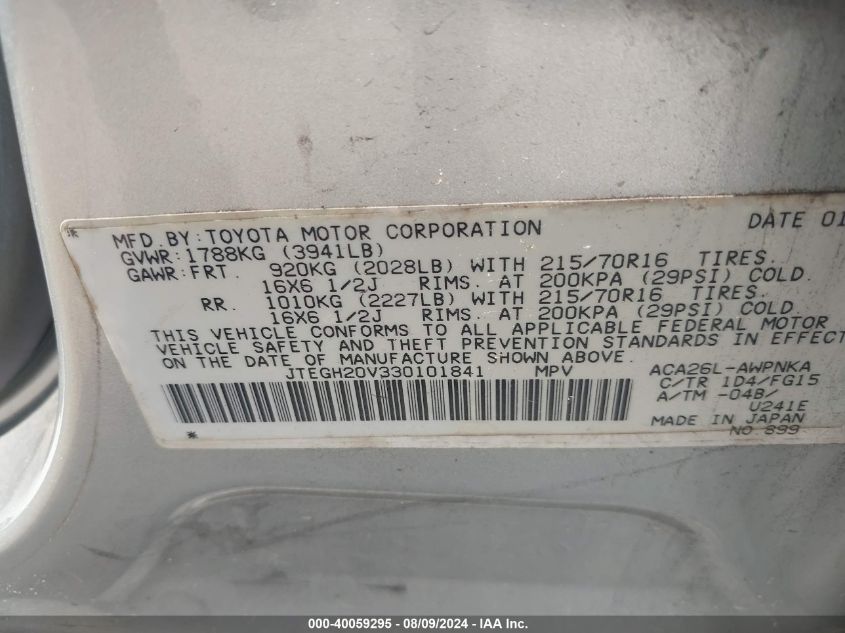 MFD. BY: TOYOTA MOTOR CORPORATION DATE 01
GVWR: 1788KG (3941LB)
GAWR: FRT. 920KG (2028LB) WITH 215/70R16 TIRES.
16X6 1/2J RIMS. AT 200KPA (29PSI) COLD.
RR. 1010KG (2227LB) WITH 215/70R16 TIRES.
16X6 1/2J RIMS. AT 200KPA (29PSI) COLD
THIS VEHICLE CONFORMS TO ALL APPLICABLE FEDERAL MOTOR
VEHICLE SAFETY AND THEFT PREVENTION STANDARDS IN EFFECT
ON THE DATE OF MANUFACTURE SHOWN ABOVE.
JTEGH20V330101841 MPV ACA26L-AWPNKA
C/TR 1D4/FG15
A/TM -04B/
U241E
MADE IN JAPAN
NO 899
000-40059295 - 08/09/2024 - IAA Inc.